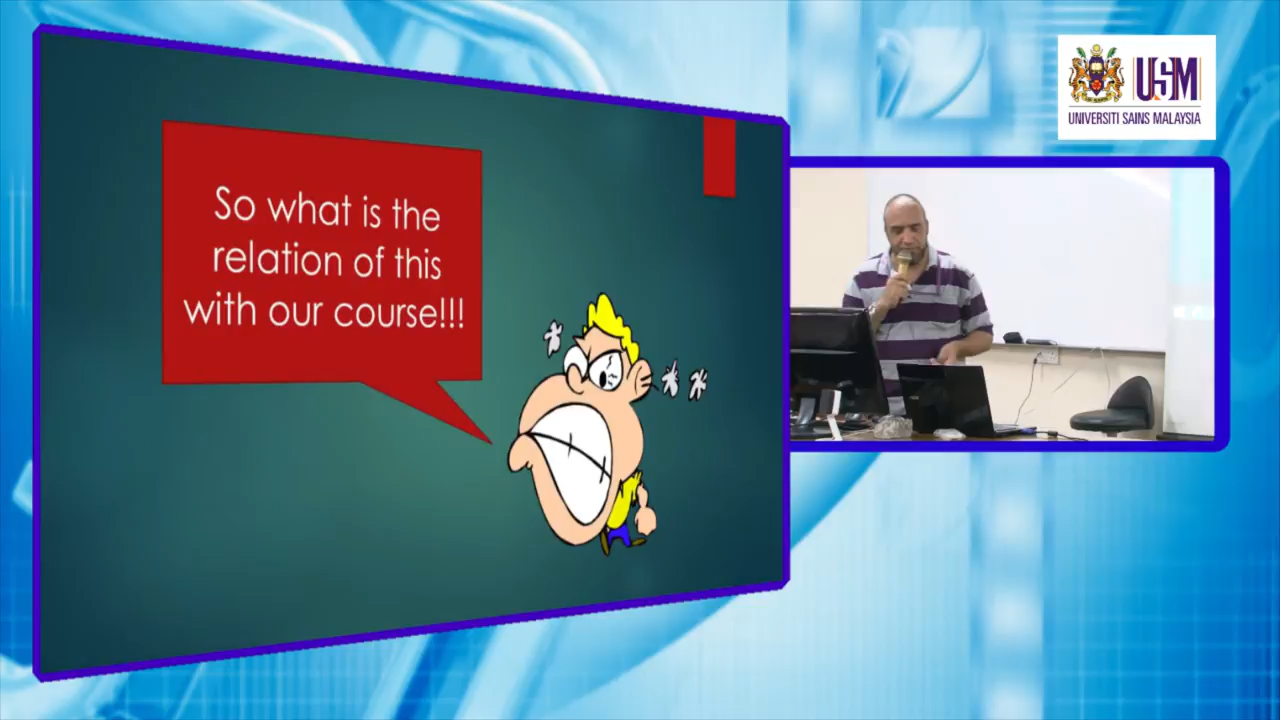 So what is the
relation of this
with our course!!!
USM
UNIVERSITI SAINS MALAYSIA